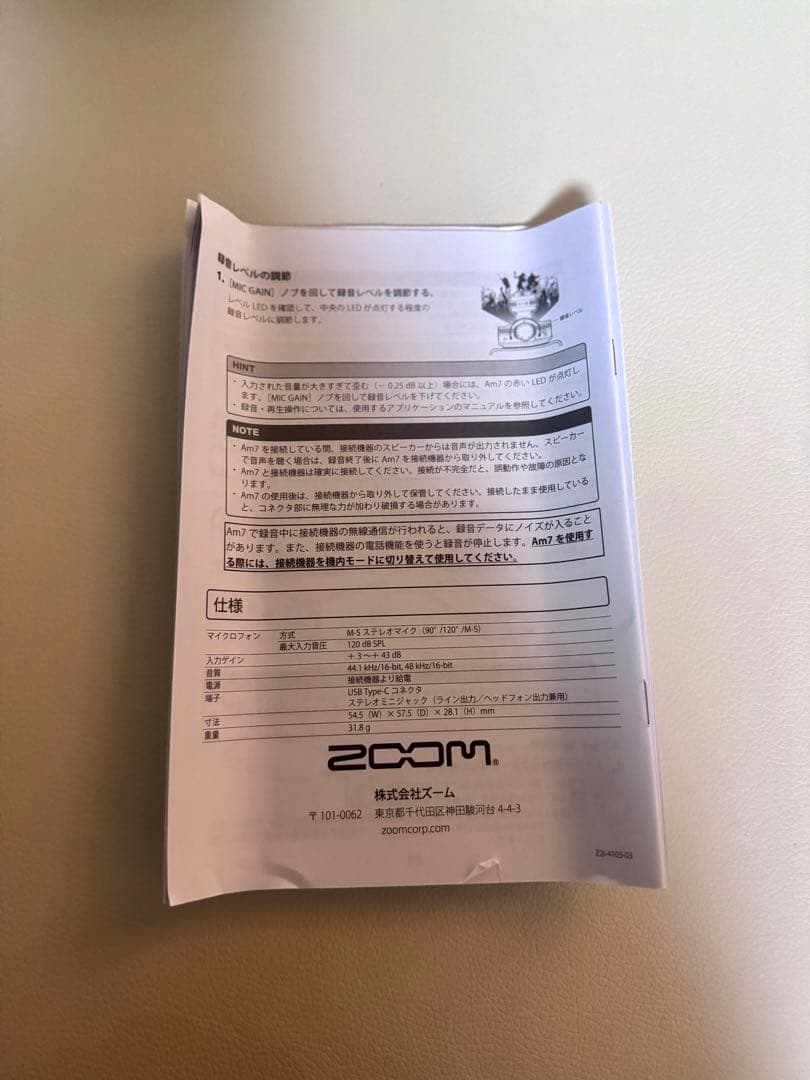 録音レベルの調節
1. ［MIC GAIN］ノブを回して録音レベルを調節する。
レベル LED を確認して、中央の LED が点灯する程度の
録音レベルに調節します。
録音レベル
HINT
・ 入力された音量が大きすぎて歪む（－ 0.25 dB 以上）場合には、Am7 の赤い LED が点灯し
ます。［MIC GAIN］ノブを回して録音レベルを下げてください。
・ 録音・再生操作については、使用するアプリケーションのマニュアルを参照してください。
NOTE
・ Am7 を接続している間、接続機器のスピーカーからは音声が出力されません。スピーカー
で音声を聴く場合は、録音終了後に Am7 を接続機器から取り外してください。
・ Am7 と接続機器は確実に接続してください。接続が不完全だと、誤動作や故障の原因とな
ります。
・ Am7 の使用後は、接続機器から取り外して保管してください。接続したまま使用している
と、コネクタ部に無理な力が加わり破損する場合があります。
Am7 で録音中に接続機器の無線通信が行われると、録音データにノイズが入ること
があります。また、接続機器の電話機能を使うと録音が停止します。Am7 を使用す
る際には、接続機器を機内モードに切り替えて使用してください。
仕様
マイクロフォン 方式 M-S ステレオマイク（90°/120°/M-S）
最大入力音圧 120 dB SPL
入力ゲイン ＋ 3 ～＋ 43 dB
音質 44.1 kHz/16-bit, 48 kHz/16-bit
電源 接続機器より給電
端子 USB Type-C コネクタ
ステレオミニジャック（ライン出力／ヘッドフォン出力兼用）
寸法 54.5（W）× 57.5（D）× 28.1（H）mm
重量 31.8 g
ZOOM®
株式会社ズーム
〒 101-0062 東京都千代田区神田駿河台 4-4-3
zoomcorp.com
Z2I-4103-03